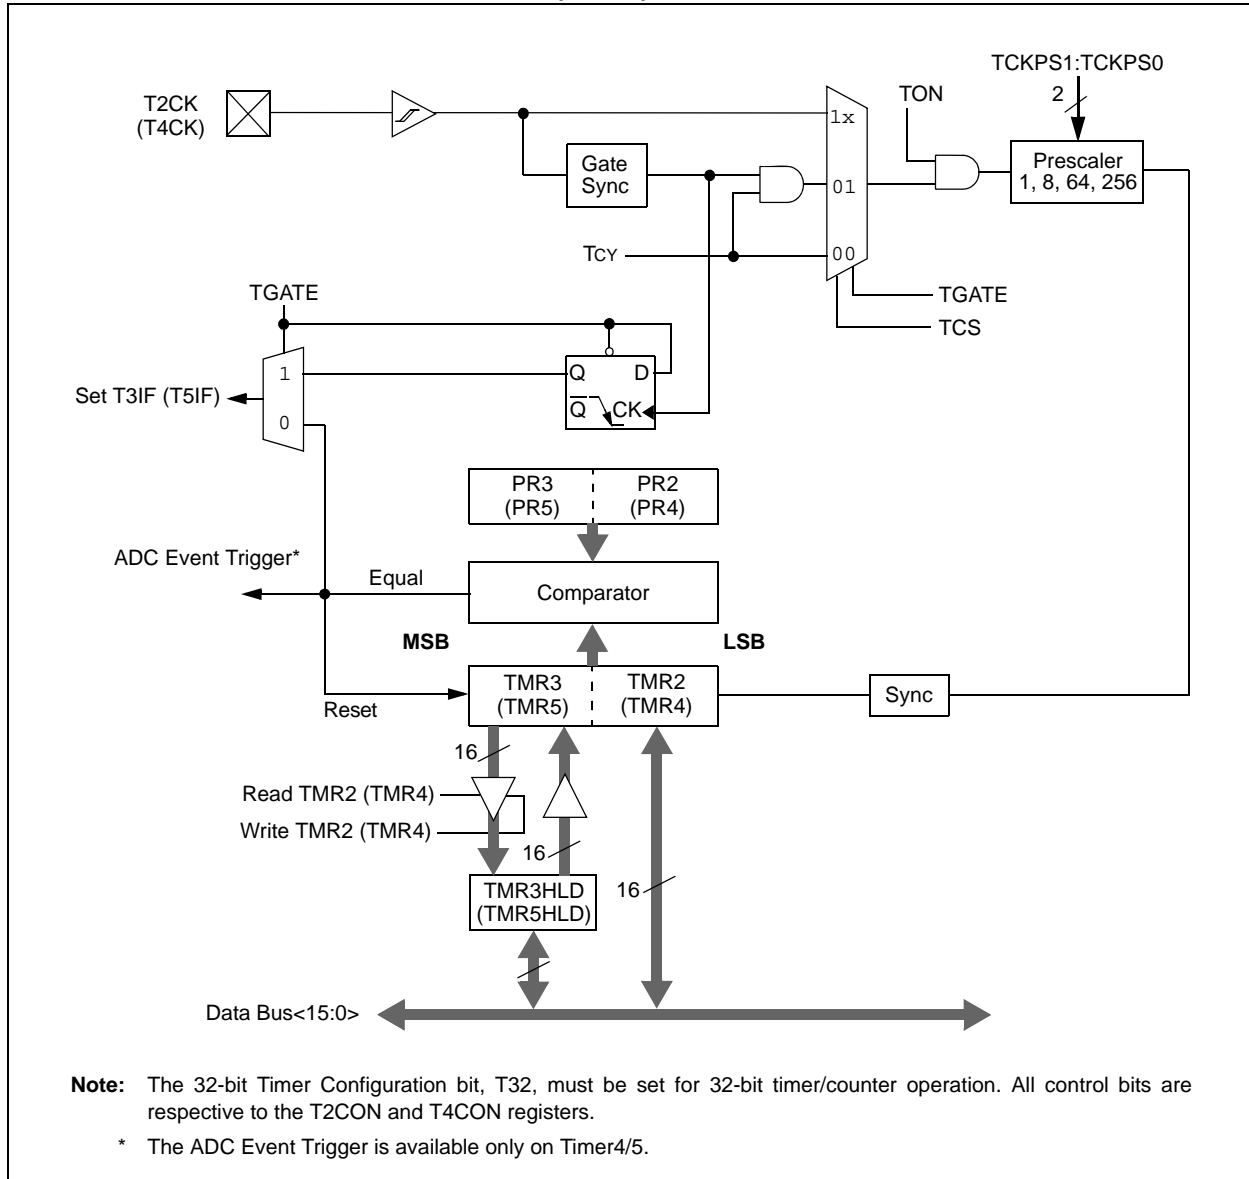 TCKPS1:TCKPS0
2
T2CK
(T4CK)
TON
1x
Prescaler
1, 8, 64, 256
Gate
Sync
01
TCY
00
TGATE
TGATE
TCS
1
Q D
Set T3IF (T5IF)
Q CK
0
PR3 PR2
(PR5) (PR4)
ADC Event Trigger*
Equal
Comparator
MSB LSB
TMR3 TMR2
(TMR5) (TMR4)
Sync
Reset
16
Read TMR2 (TMR4)
Write TMR2 (TMR4)
16
16
TMR3HLD
(TMR5HLD)
Data Bus<15:0>
Note: The 32-bit Timer Configuration bit, T32, must be set for 32-bit timer/counter operation. All control bits are
respective to the T2CON and T4CON registers.
* The ADC Event Trigger is available only on Timer4/5.